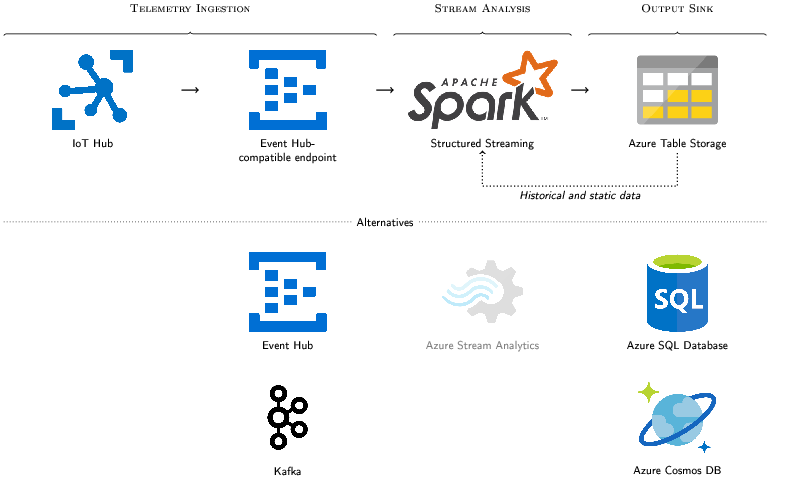 TELEMETRY INGESTION
STREAM ANALYSIS
OUTPUT SINK
APACHE
Spark™
IoT Hub
Event Hub-
compatible endpoint
Structured Streaming
Azure Table Storage
Historical and static data
Alternatives
SQL
Event Hub
Azure Stream Analytics
Azure SQL Database
Kafka
Azure Cosmos DB